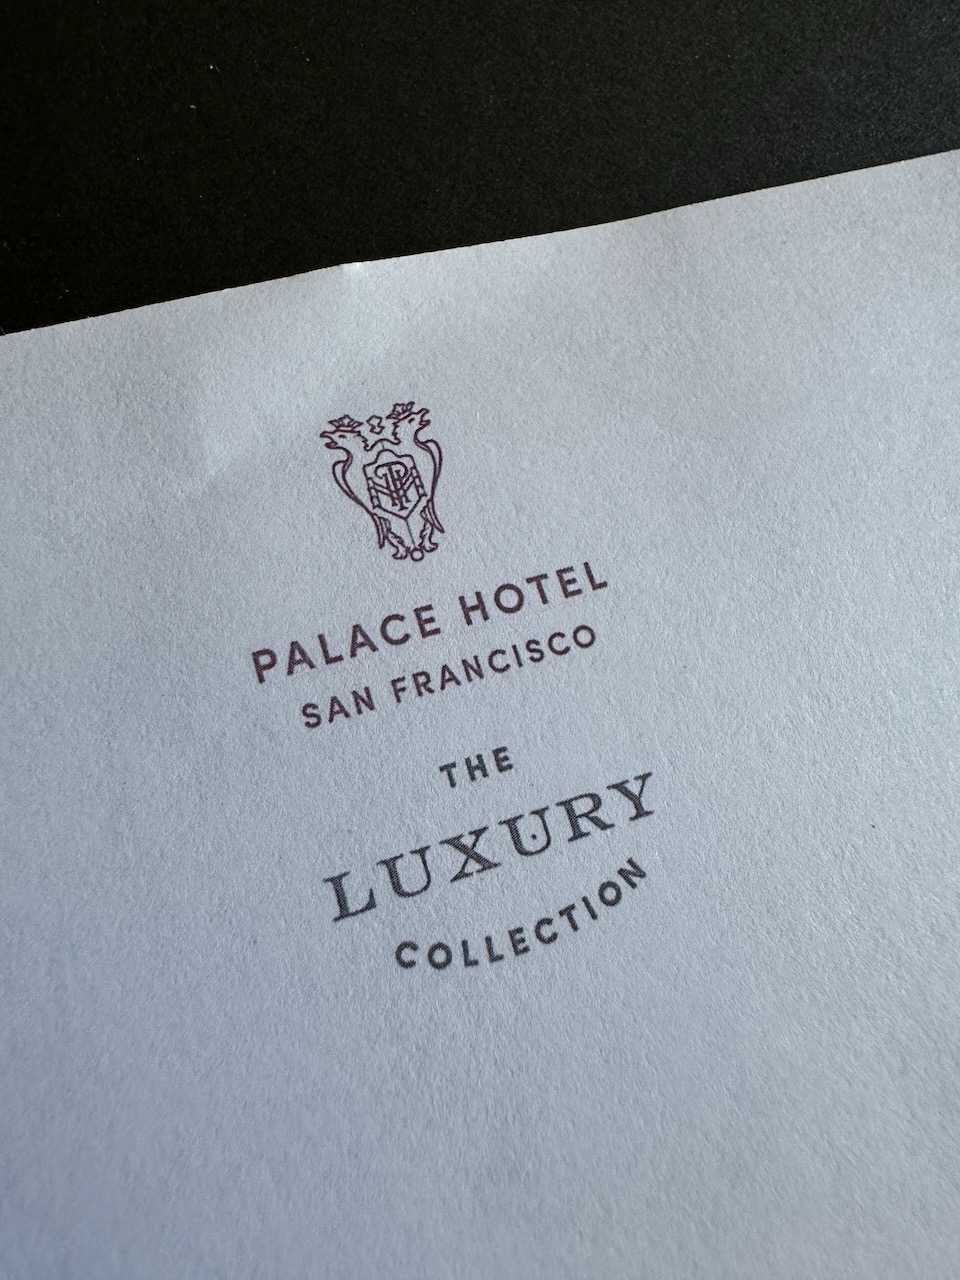 PALACE HOTEL
SAN FRANCISCO
THE
LUXURY
COLLECTION